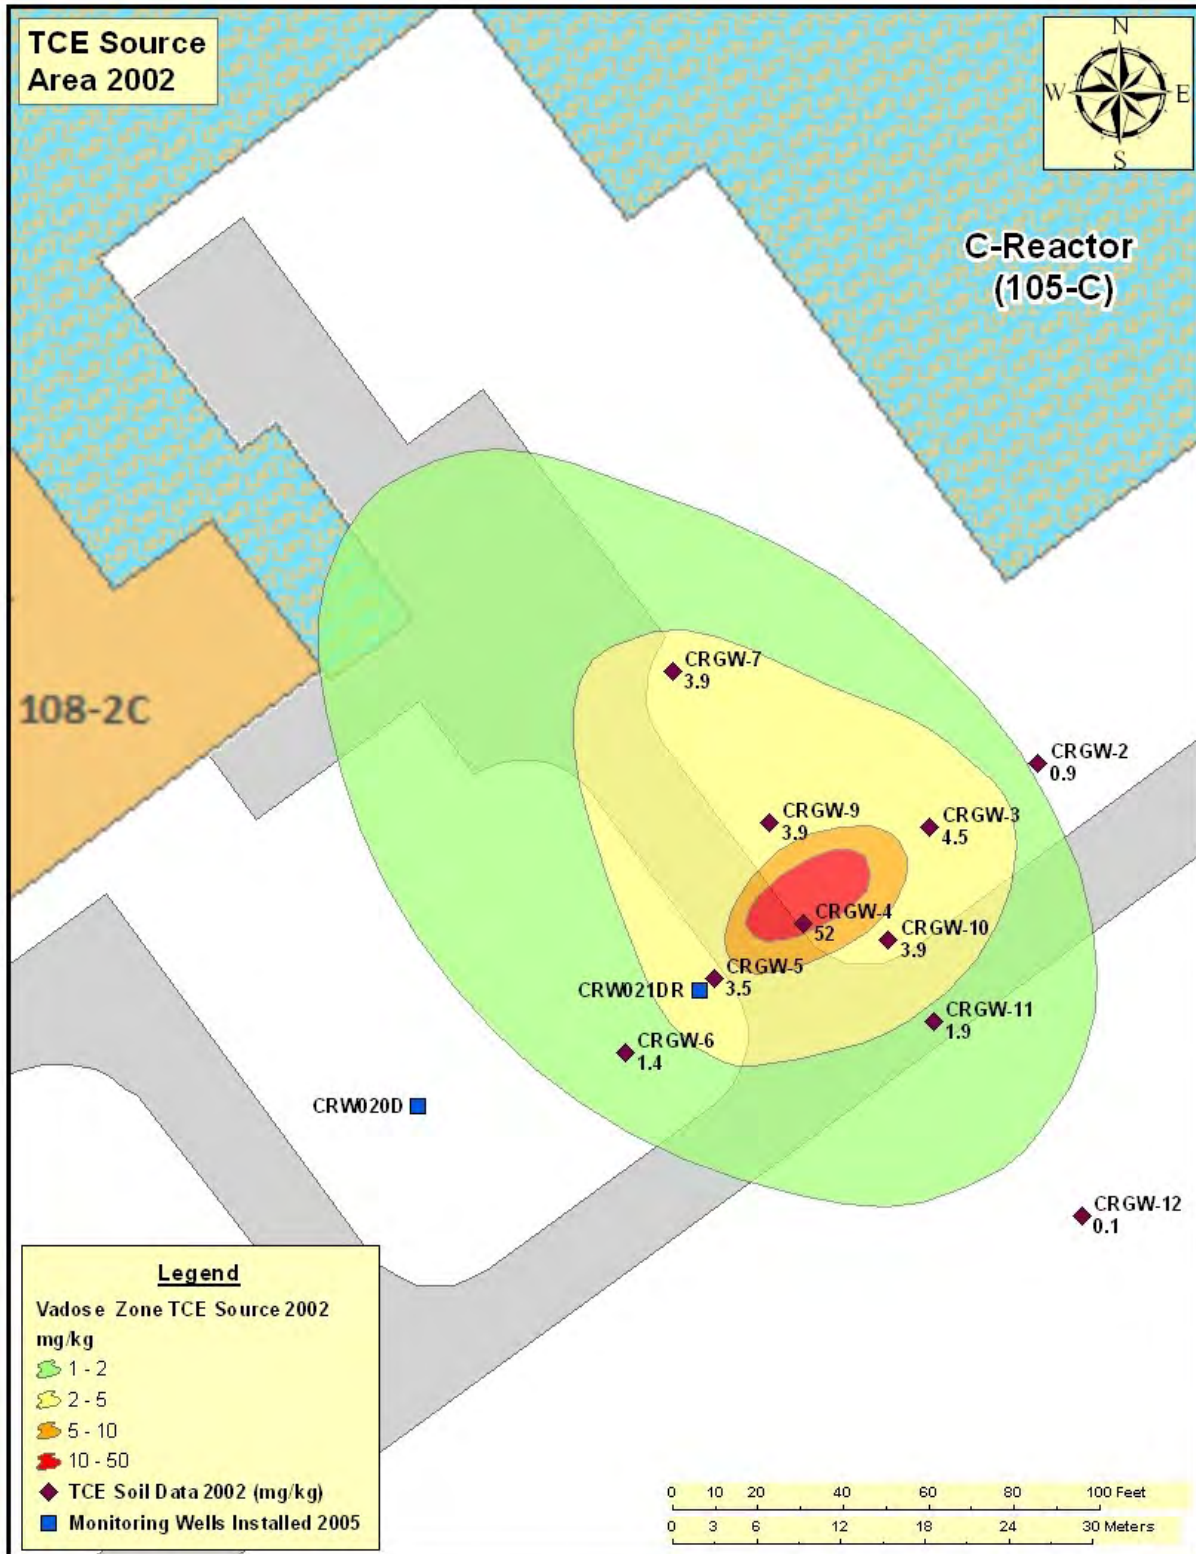 TCE Source
Area 2002
N
W
E
S
C-Reactor
(105-C)
108-2C
CRGW-7
3.9
CRGW-2
0.9
CRGW-9
3.9
CRGW-3
4.5
CRGW-4
52
CRGW-10
3.9
CRGW-5
3.5
CRW021DR
CRGW-11
1.9
CRGW-6
1.4
CRW020D
CRGW-12
0.1
Legend
Vadose Zone TCE Source 2002
mg/kg
1 - 2
2 - 5
5 - 10
10 - 50
TCE Soil Data 2002 (mg/kg)
Monitoring Wells Installed 2005
0 10 20 40 60 80 100 Feet
0 3 6 12 18 24 30 Meters